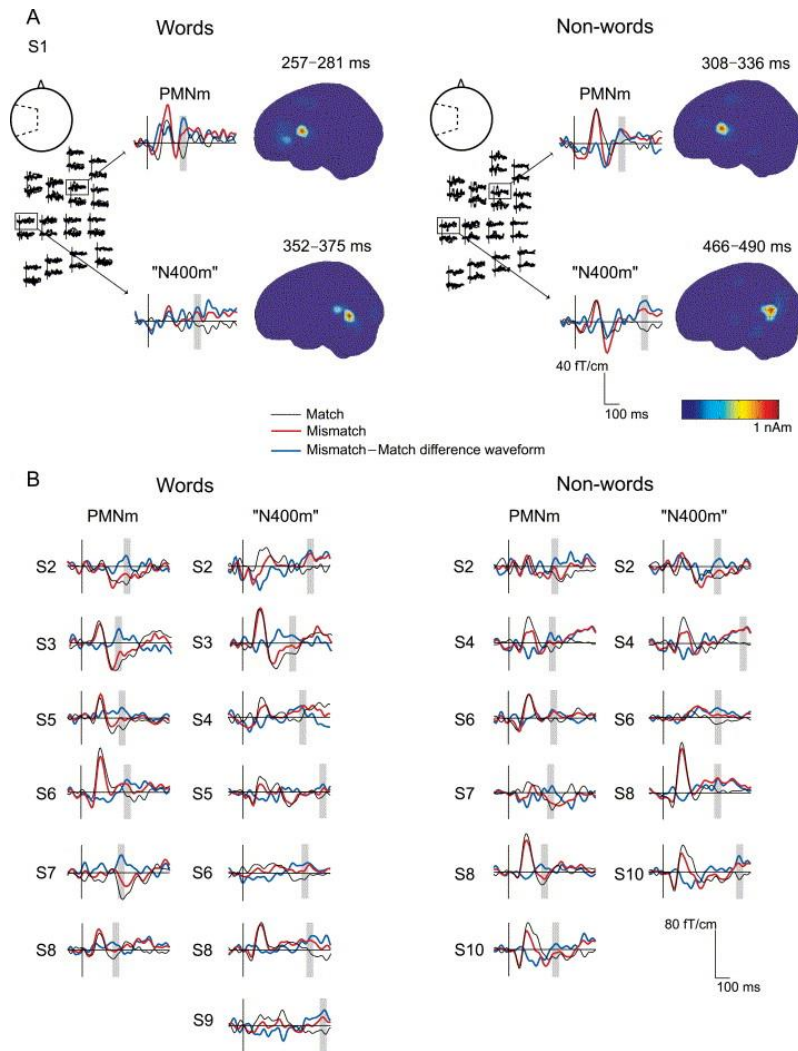 A
Words
Non-words
S1
257–281 ms
308–336 ms
PMNm
PMNm
352–375 ms
466–490 ms
"N400m"
"N400m"
40 fT/cm
100 ms
1 nAm
Match
Mismatch
Mismatch–Match difference waveform
B
Words
Non-words
PMNm
"N400m"
PMNm
"N400m"
S2
S2
S2
S2
S3
S3
S4
S4
S5
S4
S6
S6
S6
S5
S7
S8
S7
S6
S8
S10
S8
S8
S10
80 fT/cm
100 ms
S9